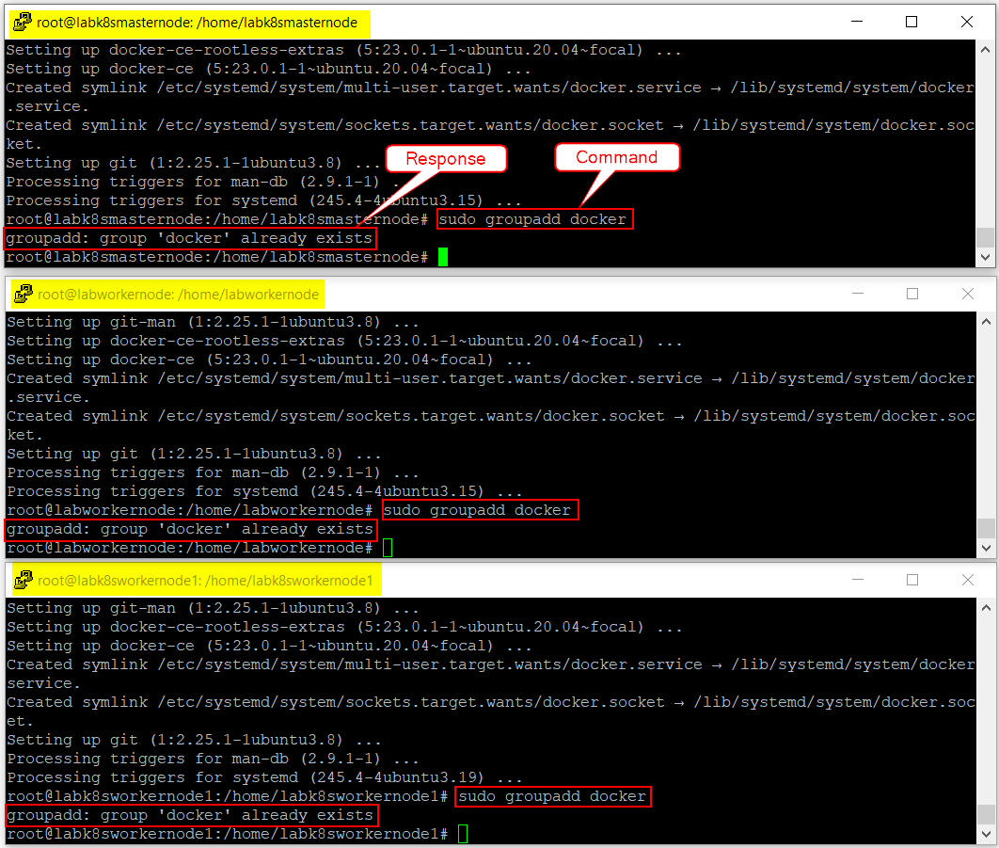 root@labk8smasternode: /home/labk8smasternode
Setting up docker-ce-rootless-extras (5:23.0.1-1~ubuntu.20.04~focal) ...
Setting up docker-ce (5:23.0.1-1~ubuntu.20.04~focal) ...
Created symlink /etc/systemd/system/multi-user.target.wants/docker.service → /lib/systemd/system/docker
.service.
Created symlink /etc/systemd/system/sockets.target.wants/docker.socket → /lib/systemd/system/docker.soc
ket.
Setting up git (1:2.25.1-1ubuntu3.8) ...
Response
Command
Processing triggers for man-db (2.9.1-1) .
Processing triggers for systemd (245.4-4ubuntu3.15) ...
root@labk8smasternode:/home/labk8smasternode# sudo groupadd docker
groupadd: group 'docker' already exists
root@labk8smasternode:/home/labk8smasternode#
root@labworkernode: /home/labworkernode
Setting up git-man (1:2.25.1-1ubuntu3.8) ...
Setting up docker-ce-rootless-extras (5:23.0.1-1~ubuntu.20.04~focal) ...
Setting up docker-ce (5:23.0.1-1~ubuntu.20.04~focal) ...
Created symlink /etc/systemd/system/multi-user.target.wants/docker.service → /lib/systemd/system/docker
.service.
Created symlink /etc/systemd/system/sockets.target.wants/docker.socket → /lib/systemd/system/docker.soc
ket.
Setting up git (1:2.25.1-1ubuntu3.8) ...
Processing triggers for man-db (2.9.1-1) ...
Processing triggers for systemd (245.4-4ubuntu3.15) ...
root@labworkernode:/home/labworkernode# sudo groupadd docker
groupadd: group 'docker' already exists
root@labworkernode:/home/labworkernode#
root@labk8sworkernode1: /home/labk8sworkernode1
Setting up git-man (1:2.25.1-1ubuntu3.8) ...
Setting up docker-ce-rootless-extras (5:23.0.1-1~ubuntu.20.04~focal) ...
Setting up docker-ce (5:23.0.1-1~ubuntu.20.04~focal) ...
Created symlink /etc/systemd/system/multi-user.target.wants/docker.service → /lib/systemd/system/docker
service.
Created symlink /etc/systemd/system/sockets.target.wants/docker.socket → /lib/systemd/system/docker.soc
et.
Setting up git (1:2.25.1-1ubuntu3.8) ...
Processing triggers for man-db (2.9.1-1) ...
Processing triggers for systemd (245.4-4ubuntu3.19) ...
root@labk8sworkernode1:/home/labk8sworkernode1# sudo groupadd docker
groupadd: group 'docker' already exists
root@labk8sworkernode1:/home/labk8sworkernode1#